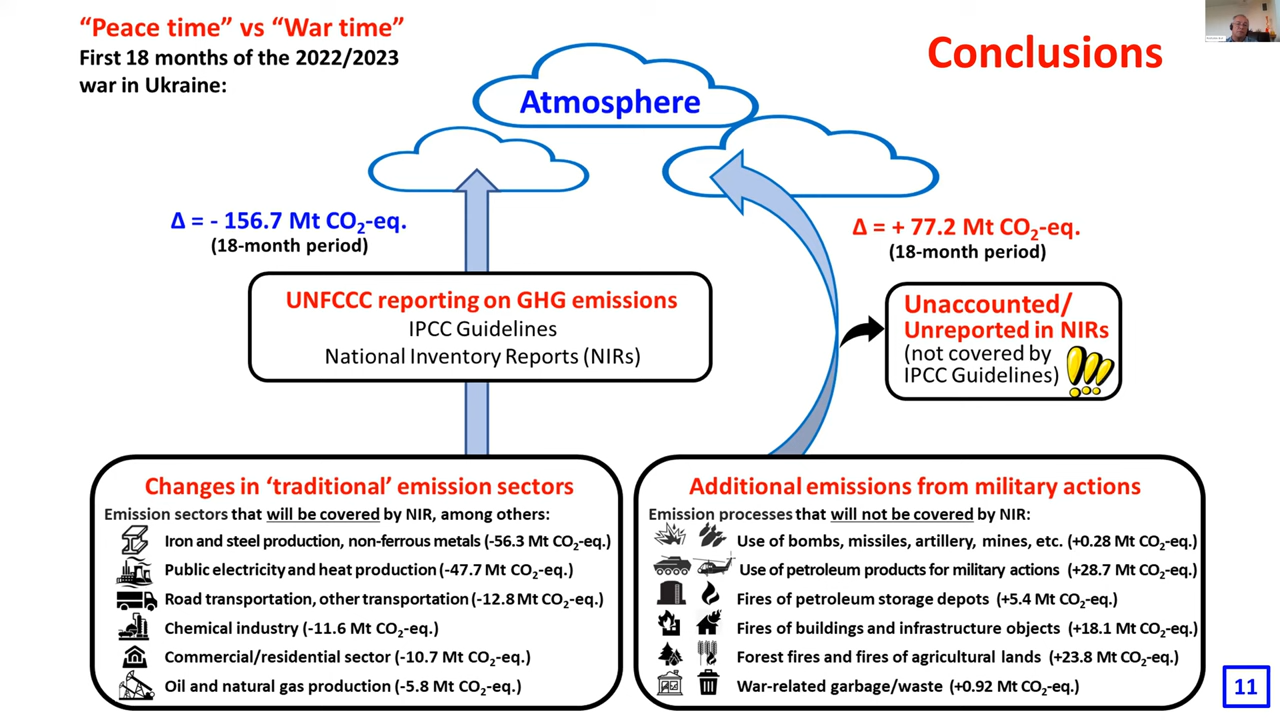 “Peace time” vs “War time”
First 18 months of the 2022/2023
war in Ukraine:
Conclusions
Atmosphere
Δ = - 156.7 Mt CO₂-eq.
(18-month period)
Δ = + 77.2 Mt CO₂-eq.
(18-month period)
UNFCCC reporting on GHG emissions
IPCC Guidelines
National Inventory Reports (NIRs)
Unaccounted/
Unreported in NIRs
(not covered by
IPCC Guidelines)
!!!
Changes in ‘traditional’ emission sectors
Emission sectors that will be covered by NIR, among others:
Iron and steel production, non-ferrous metals (-56.3 Mt CO₂-eq.)
Public electricity and heat production (-47.7 Mt CO₂-eq.)
Road transportation, other transportation (-12.8 Mt CO₂-eq.)
Chemical industry (-11.6 Mt CO₂-eq.)
Commercial/residential sector (-10.7 Mt CO₂-eq.)
Oil and natural gas production (-5.8 Mt CO₂-eq.)
Additional emissions from military actions
Emission processes that will not be covered by NIR:
Use of bombs, missiles, artillery, mines, etc. (+0.28 Mt CO₂-eq.)
Use of petroleum products for military actions (+28.7 Mt CO₂-eq.)
Fires of petroleum storage depots (+5.4 Mt CO₂-eq.)
Fires of buildings and infrastructure objects (+18.1 Mt CO₂-eq.)
Forest fires and fires of agricultural lands (+23.8 Mt CO₂-eq.)
War-related garbage/waste (+0.92 Mt CO₂-eq.)
11